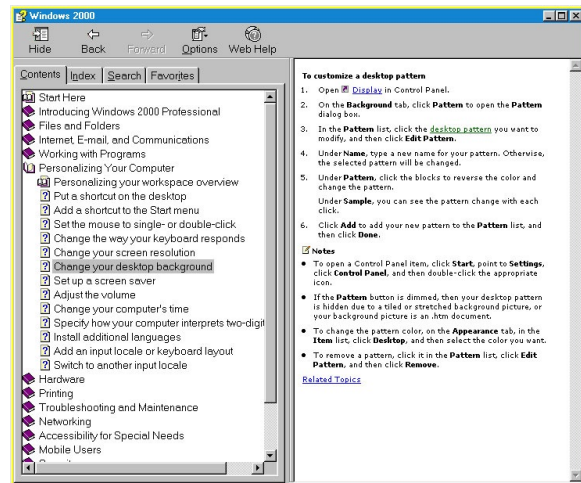 Windows 2000
Hide Back Forward Options Web Help
Contents Index Search Favorites
Start Here
Introducing Windows 2000 Professional
Files and Folders
Internet, E-mail, and Communications
Working with Programs
Personalizing Your Computer
Personalizing your workspace overview
Put a shortcut on the desktop
Add a shortcut to the Start menu
Set the mouse to single- or double-click
Change the way your keyboard responds
Change your screen resolution
Change your desktop background
Set up a screen saver
Adjust the volume
Change your computer's time
Specify how your computer interprets two-digit
Install additional languages
Add an input locale or keyboard layout
Switch to another input locale
Hardware
Printing
Troubleshooting and Maintenance
Networking
Accessibility for Special Needs
Mobile Users
To customize a desktop pattern
1. Open Display in Control Panel.
2. On the Background tab, click Pattern to open the Pattern
dialog box.
3. In the Pattern list, click the desktop pattern you want to
modify, and then click Edit Pattern.
4. Under Name, type a new name for your pattern. Otherwise,
the selected pattern will be changed.
5. Under Pattern, click the blocks to reverse the color and
change the pattern.
Under Sample, you can see the pattern change with each
click.
6. Click Add to add your new pattern to the Pattern list, and
then click Done.
Notes
• To open a Control Panel item, click Start, point to Settings,
click Control Panel, and then double-click the appropriate
icon.
• If the Pattern button is dimmed, then your desktop pattern
is hidden due to a tiled or stretched background picture, or
your background picture is an .htm document.
• To change the pattern color, on the Appearance tab, in the
Item list, click Desktop, and then select the color you want.
• To remove a pattern, click it in the Pattern list, click Edit
Pattern, and then click Remove.
Related Topics